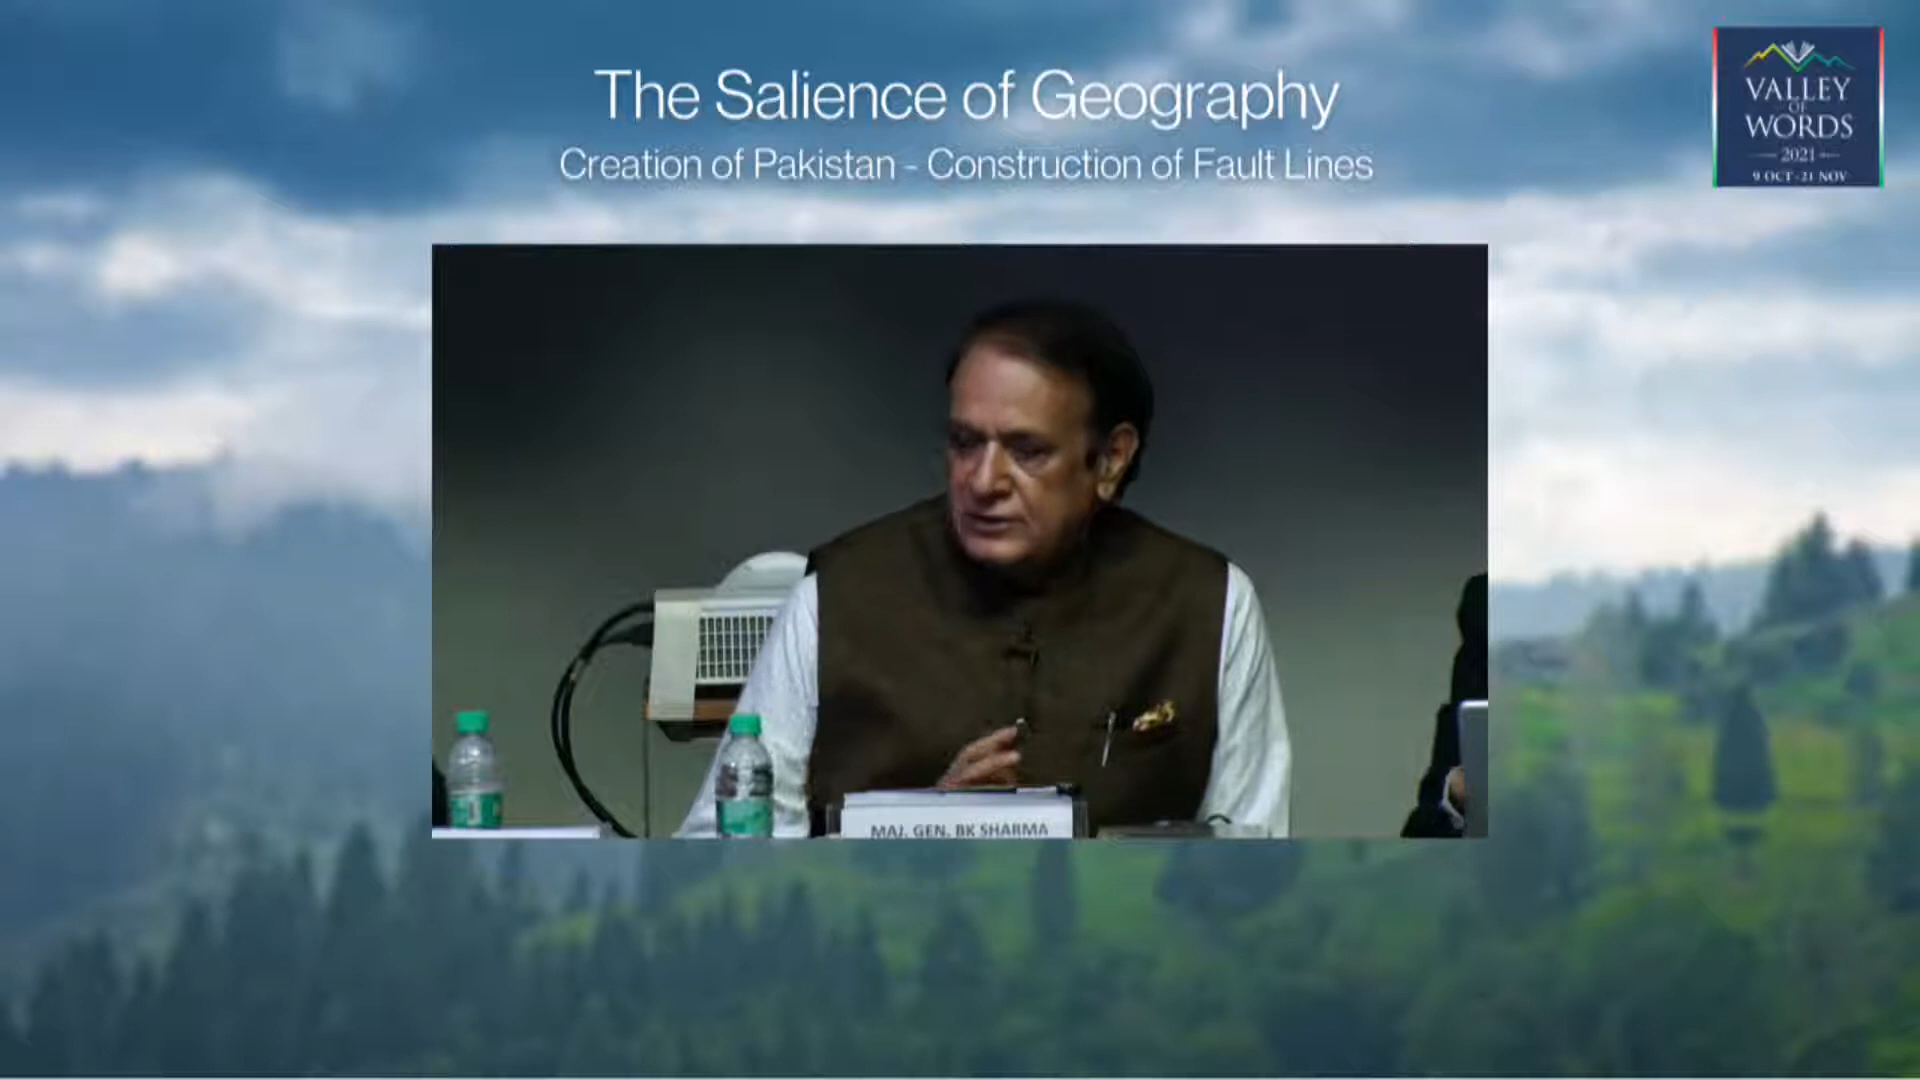 The Salience of Geography
Creation of Pakistan - Construction of Fault Lines
VALLEY
OF
WORDS
2021
9 OCT - 21 NOV
MAJ. GEN. BK SHARMA